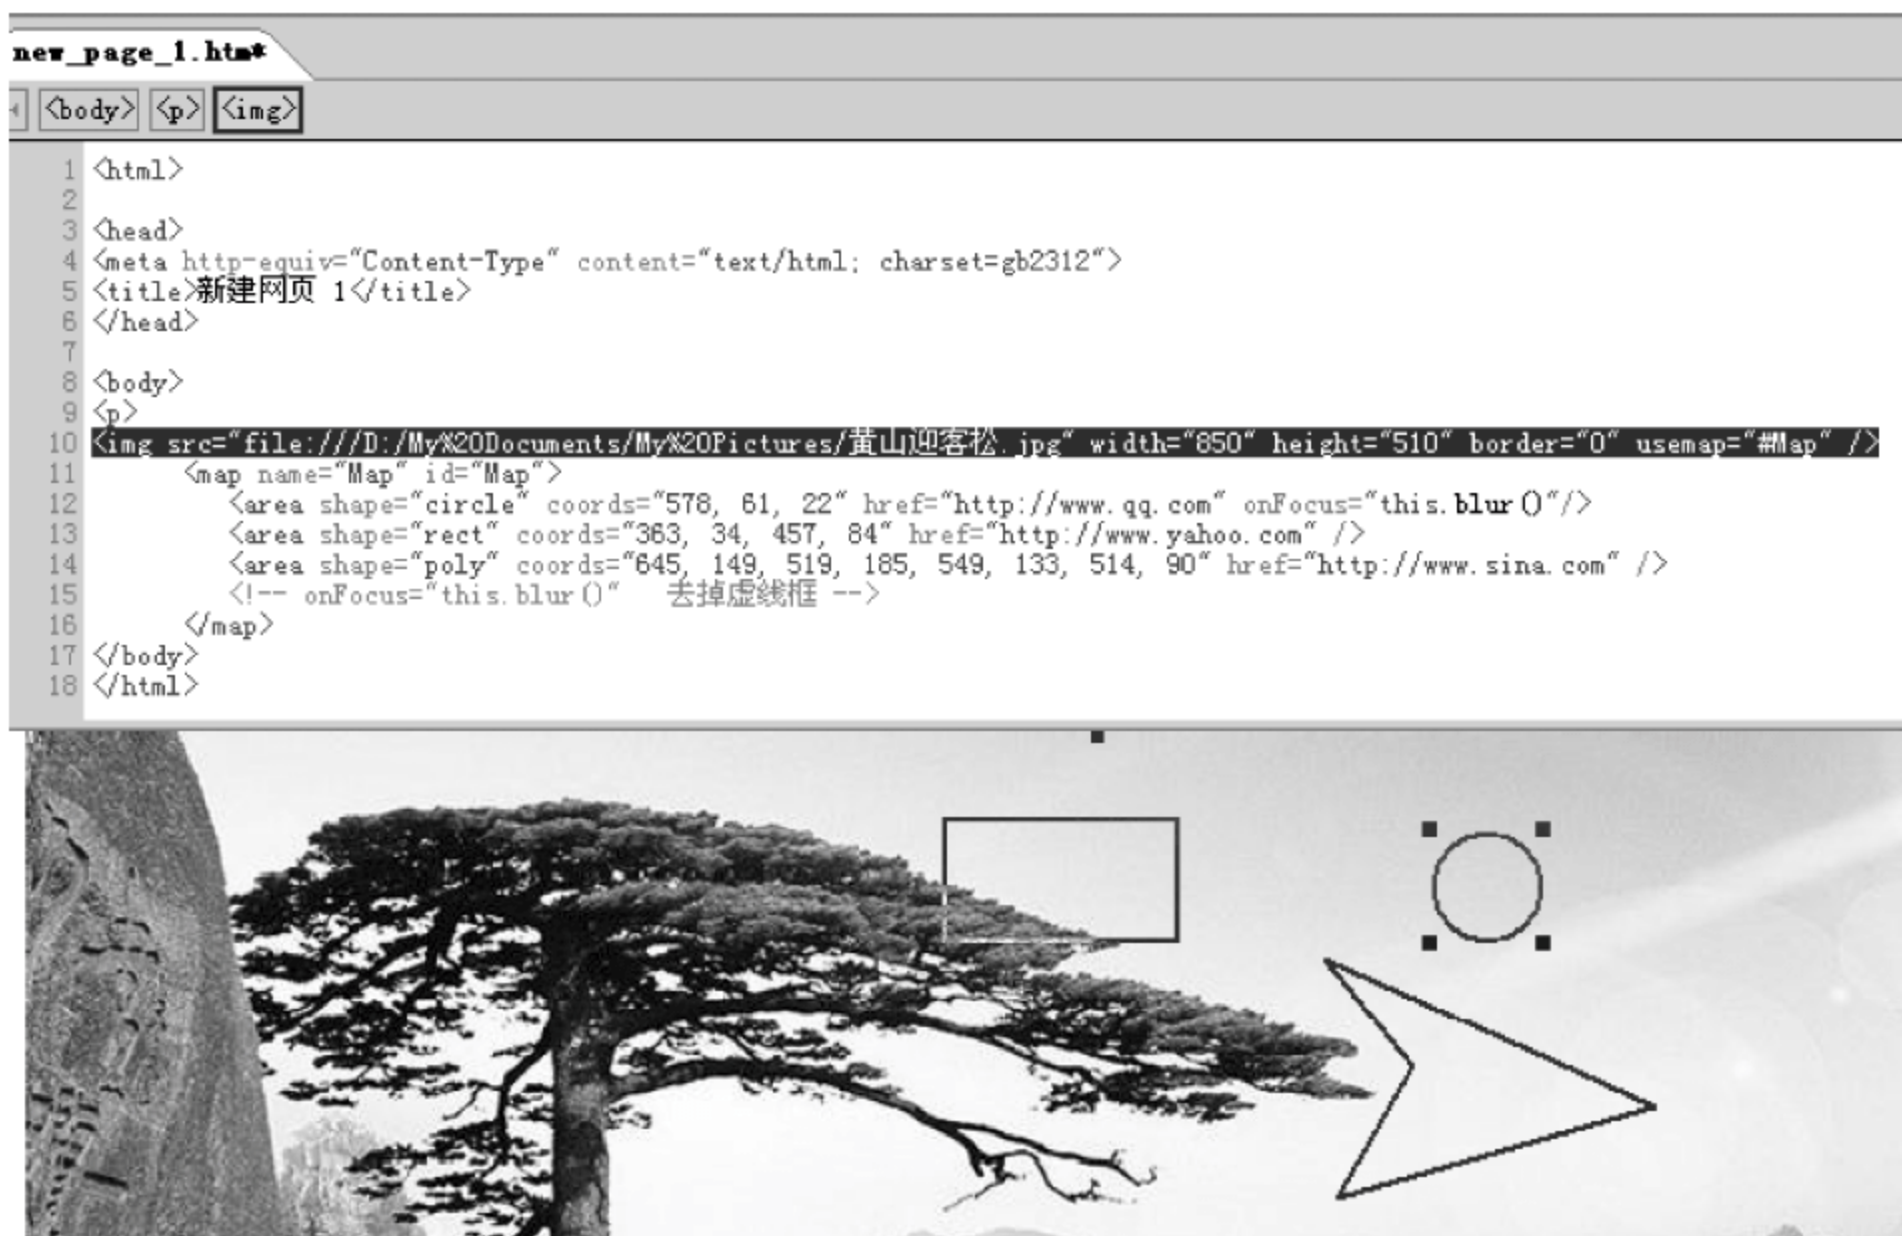 new_page_1.htm*
<body> <p> <img>
1 <html>
2
3 <head>
4 <meta http-equiv="Content-Type" content="text/html; charset=gb2312">
5 <title>新建网页 1</title>
6 </head>
7
8 <body>
9 <p>
10 <img src="file:///D:/My%20Documents/My%20Pictures/黄山迎客松.jpg" width="850" height="510" border="0" usemap="#Map" />
11 <map name="Map" id="Map">
12 <area shape="circle" coords="578, 61, 22" href="http://www.qq.com" onFocus="this.blur()"/>
13 <area shape="rect" coords="363, 34, 457, 84" href="http://www.yahoo.com" />
14 <area shape="poly" coords="645, 149, 519, 185, 549, 133, 514, 90" href="http://www.sina.com" />
15 <!-- onFocus="this.blur()" 去掉虚线框 -->
16 </map>
17 </body>
18 </html>